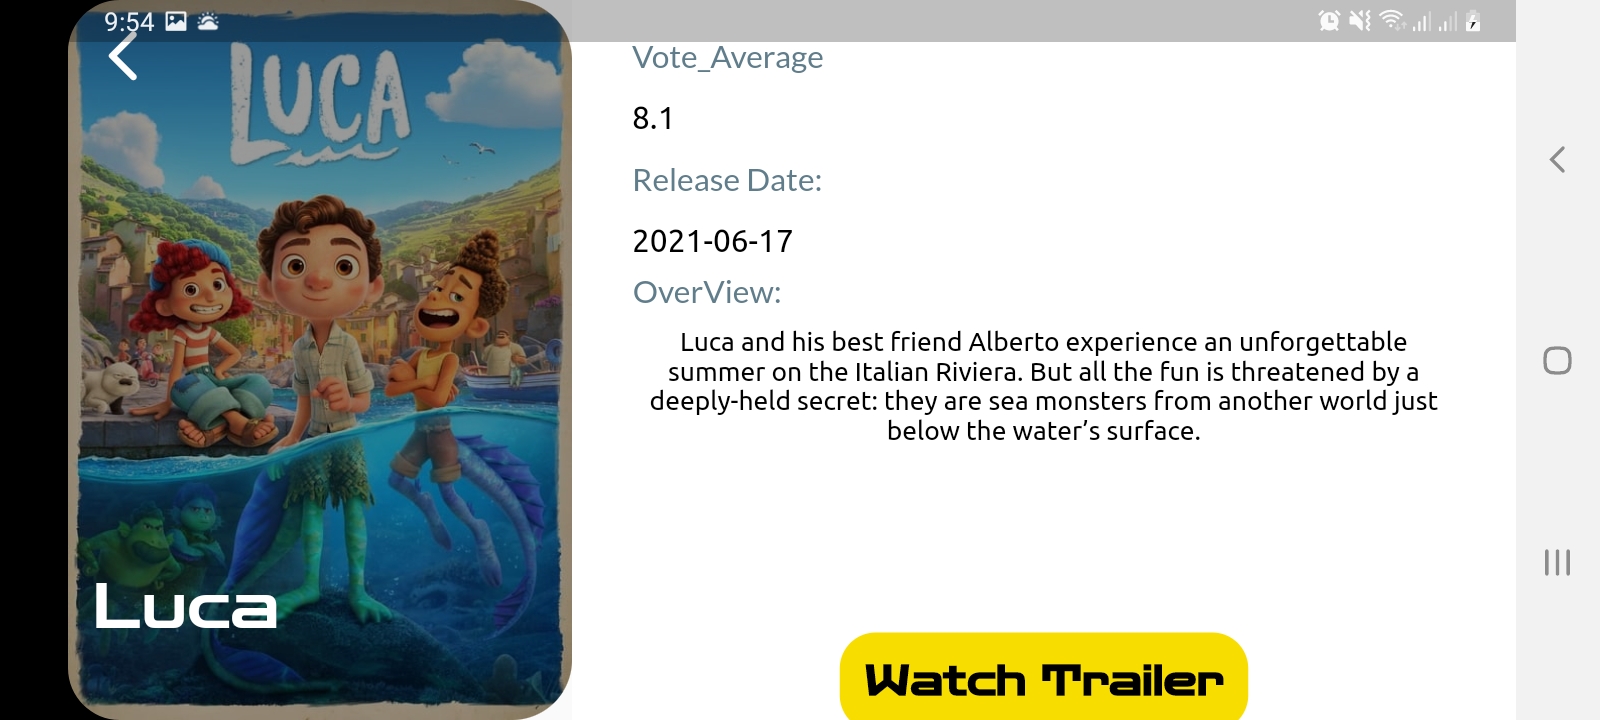 9:54
LUCA
Luca
Vote_Average
8.1
Release Date:
2021-06-17
OverView:
Luca and his best friend Alberto experience an unforgettable
summer on the Italian Riviera. But all the fun is threatened by a
deeply-held secret: they are sea monsters from another world just
below the water’s surface.
Watch Trailer